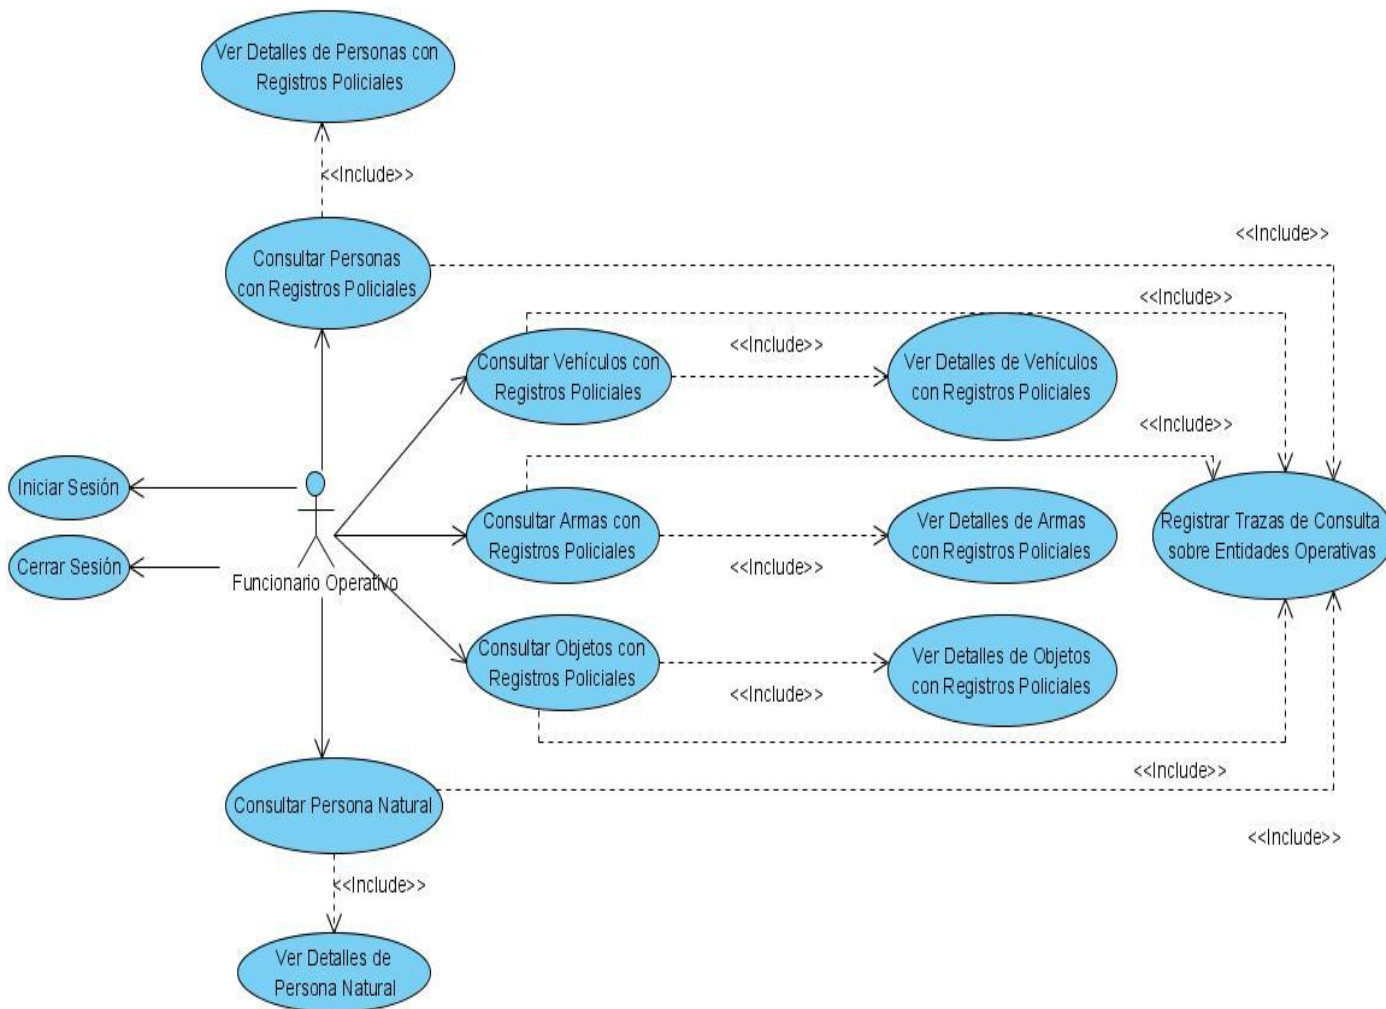 Ver Detalles de Personas con
Registros Policiales
<<Include>>
Consultar Personas
con Registros Policiales
<<Include>>
<<Include>>
Consultar Vehículos con
Registros Policiales
<<Include>>
Ver Detalles de Vehículos
con Registros Policiales
<<Include>>
Iniciar Sesión
Consultar Armas con
Registros Policiales
Ver Detalles de Armas
con Registros Policiales
Registrar Trazas de Consulta
sobre Entidades Operativas
Cerrar Sesión
Funcionario Operativo
<<Include>>
Consultar Objetos con
Registros Policiales
Ver Detalles de Objetos
con Registros Policiales
<<Include>>
<<Include>>
Consultar Persona Natural
<<Include>>
<<Include>>
Ver Detalles de
Persona Natural